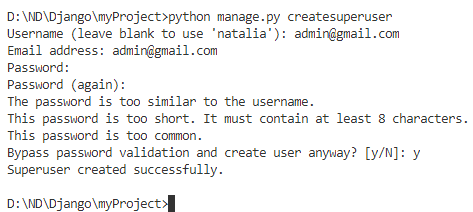 D:\ND\Django\myProject>python manage.py createsuperuser
Username (leave blank to use 'natalia'): admin@gmail.com
Email address: admin@gmail.com
Password:
Password (again):
The password is too similar to the username.
This password is too short. It must contain at least 8 characters.
This password is too common.
Bypass password validation and create user anyway? [y/N]: y
Superuser created successfully.
D:\ND\Django\myProject>